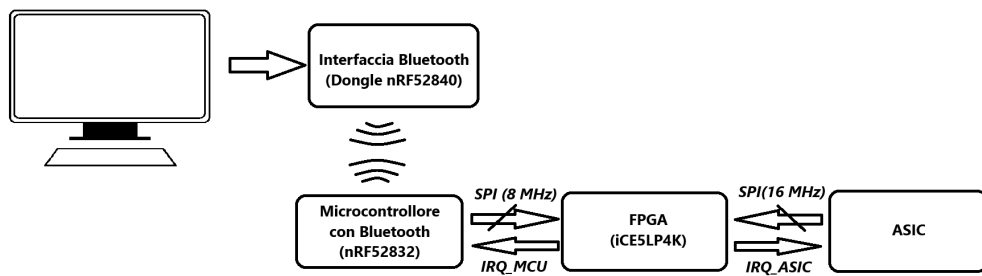 Interfaccia Bluetooth
(Dongle nRF52840)
Microcontrollore
con Bluetooth
(nRF52832)
SPI (8 MHz)
IRQ_MCU
FPGA
(iCE5LP4K)
SPI(16 MHz)
IRQ_ASIC
ASIC